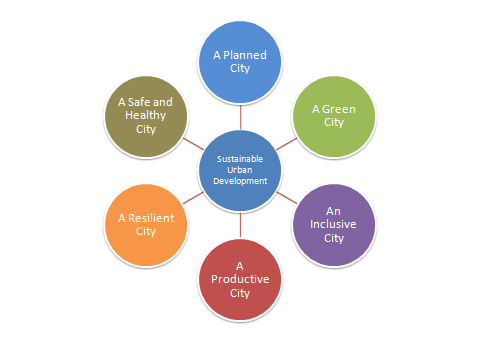 A Planned
City
A Safe and
Healthy
City
A Green
City
Sustainable
Urban
Development
A Resilient
City
An
Inclusive
City
A
Productive
City